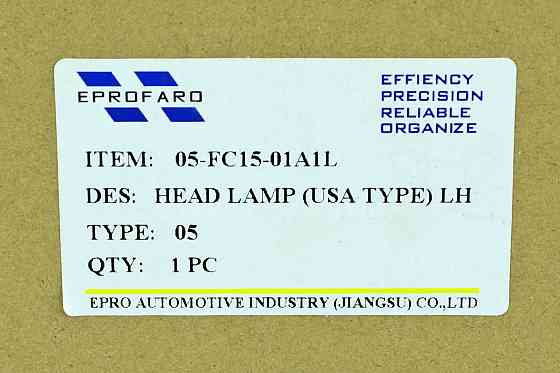 EPROFARO
EFFIENCY
PRECISION
RELIABLE
ORGANIZE
ITEM: 05-FC15-01A1L
DES: HEAD LAMP (USA TYPE) LH
TYPE: 05
QTY: 1 PC
EPRO AUTOMOTIVE INDUSTRY (JIANGSU) CO.,LTD